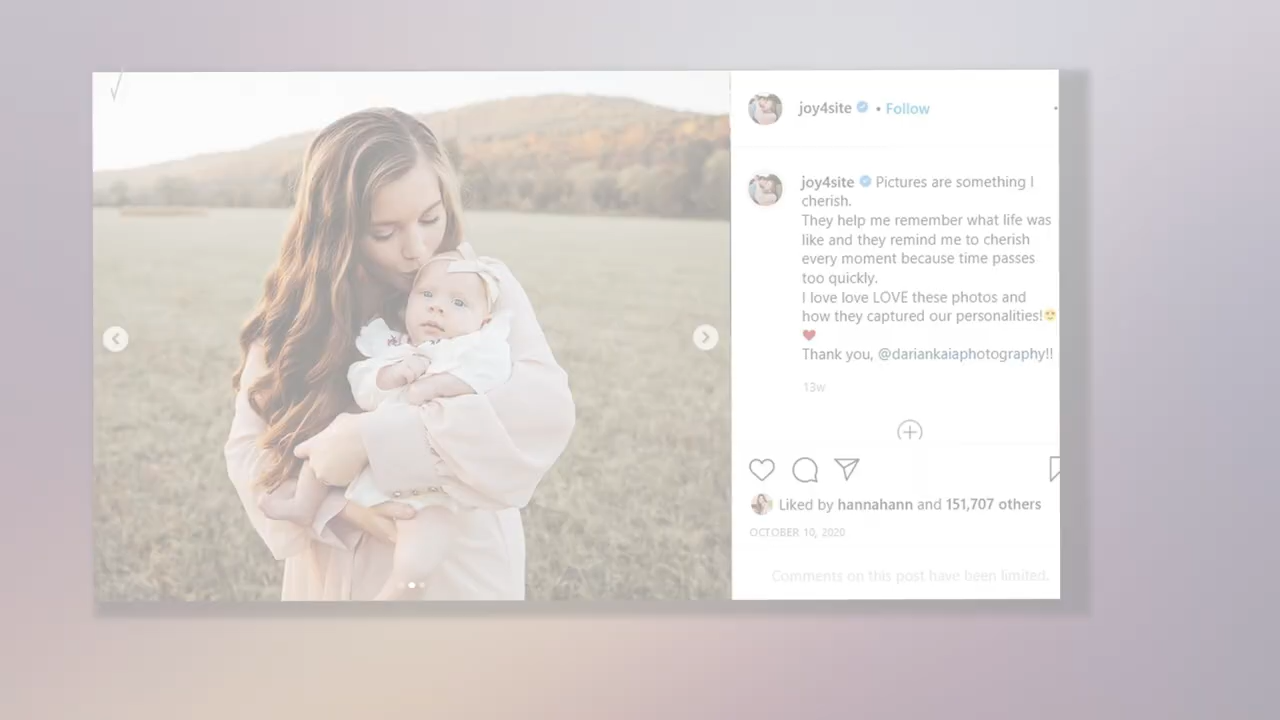 joy4site • Follow
joy4site Pictures are something I
cherish.
They help me remember what life was
like and they remind me to cherish
every moment because time passes
too quickly.
I love love LOVE these photos and
how they captured our personalities!😍
❤️
Thank you, @dariankaiaphotography!!
13w
Liked by hannahann and 151,707 others
OCTOBER 10, 2020
Comments on this post have been limited.